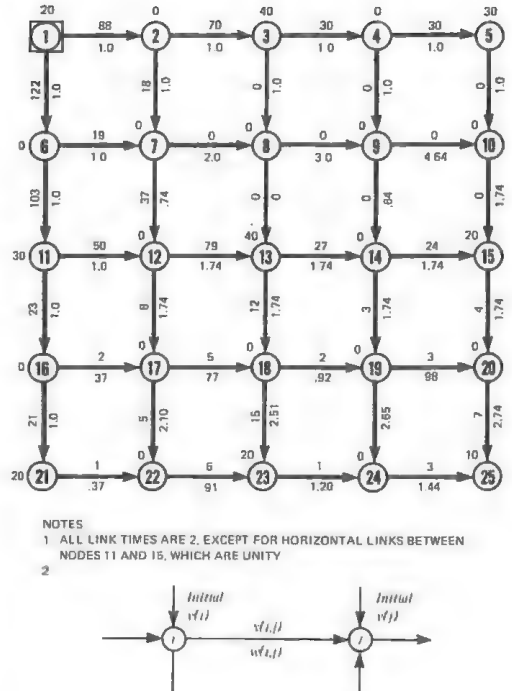 20 0 40 0 30
88 70 30 30
1 2 3 4 5
1.0 1.0 1.0 1.0
122 1.0 18 1.0 0 1.0 0 1.0 0 1.0
0 0 0 0 0
19 0 0 0
6 7 8 9 10
1.0 2.0 3.0 4.64
103 1.0 37 .74 0 0 .64 0 1.74
30 0 40 0 20
50 79 27 24
11 12 13 14 15
1.0 1.74 1.74 1.74
23 1.0 8 1.74 12 1.74 3 1.74 4 1.74
0 0 0 0 0
2 5 2 3
16 17 18 19 20
37 77 .92 98
21 1.0 5 2.10 15 2.51 2.65 7 2.74
20 0 20 0 10
1 6 1 3
21 22 23 24 25
.37 91 1.20 1.44
NOTES
1 ALL LINK TIMES ARE 2, EXCEPT FOR HORIZONTAL LINKS BETWEEN
NODES 11 AND 15, WHICH ARE UNITY
2
Initial Initial
v(i) v(j)
v(i,j)
i j
w(i,j)